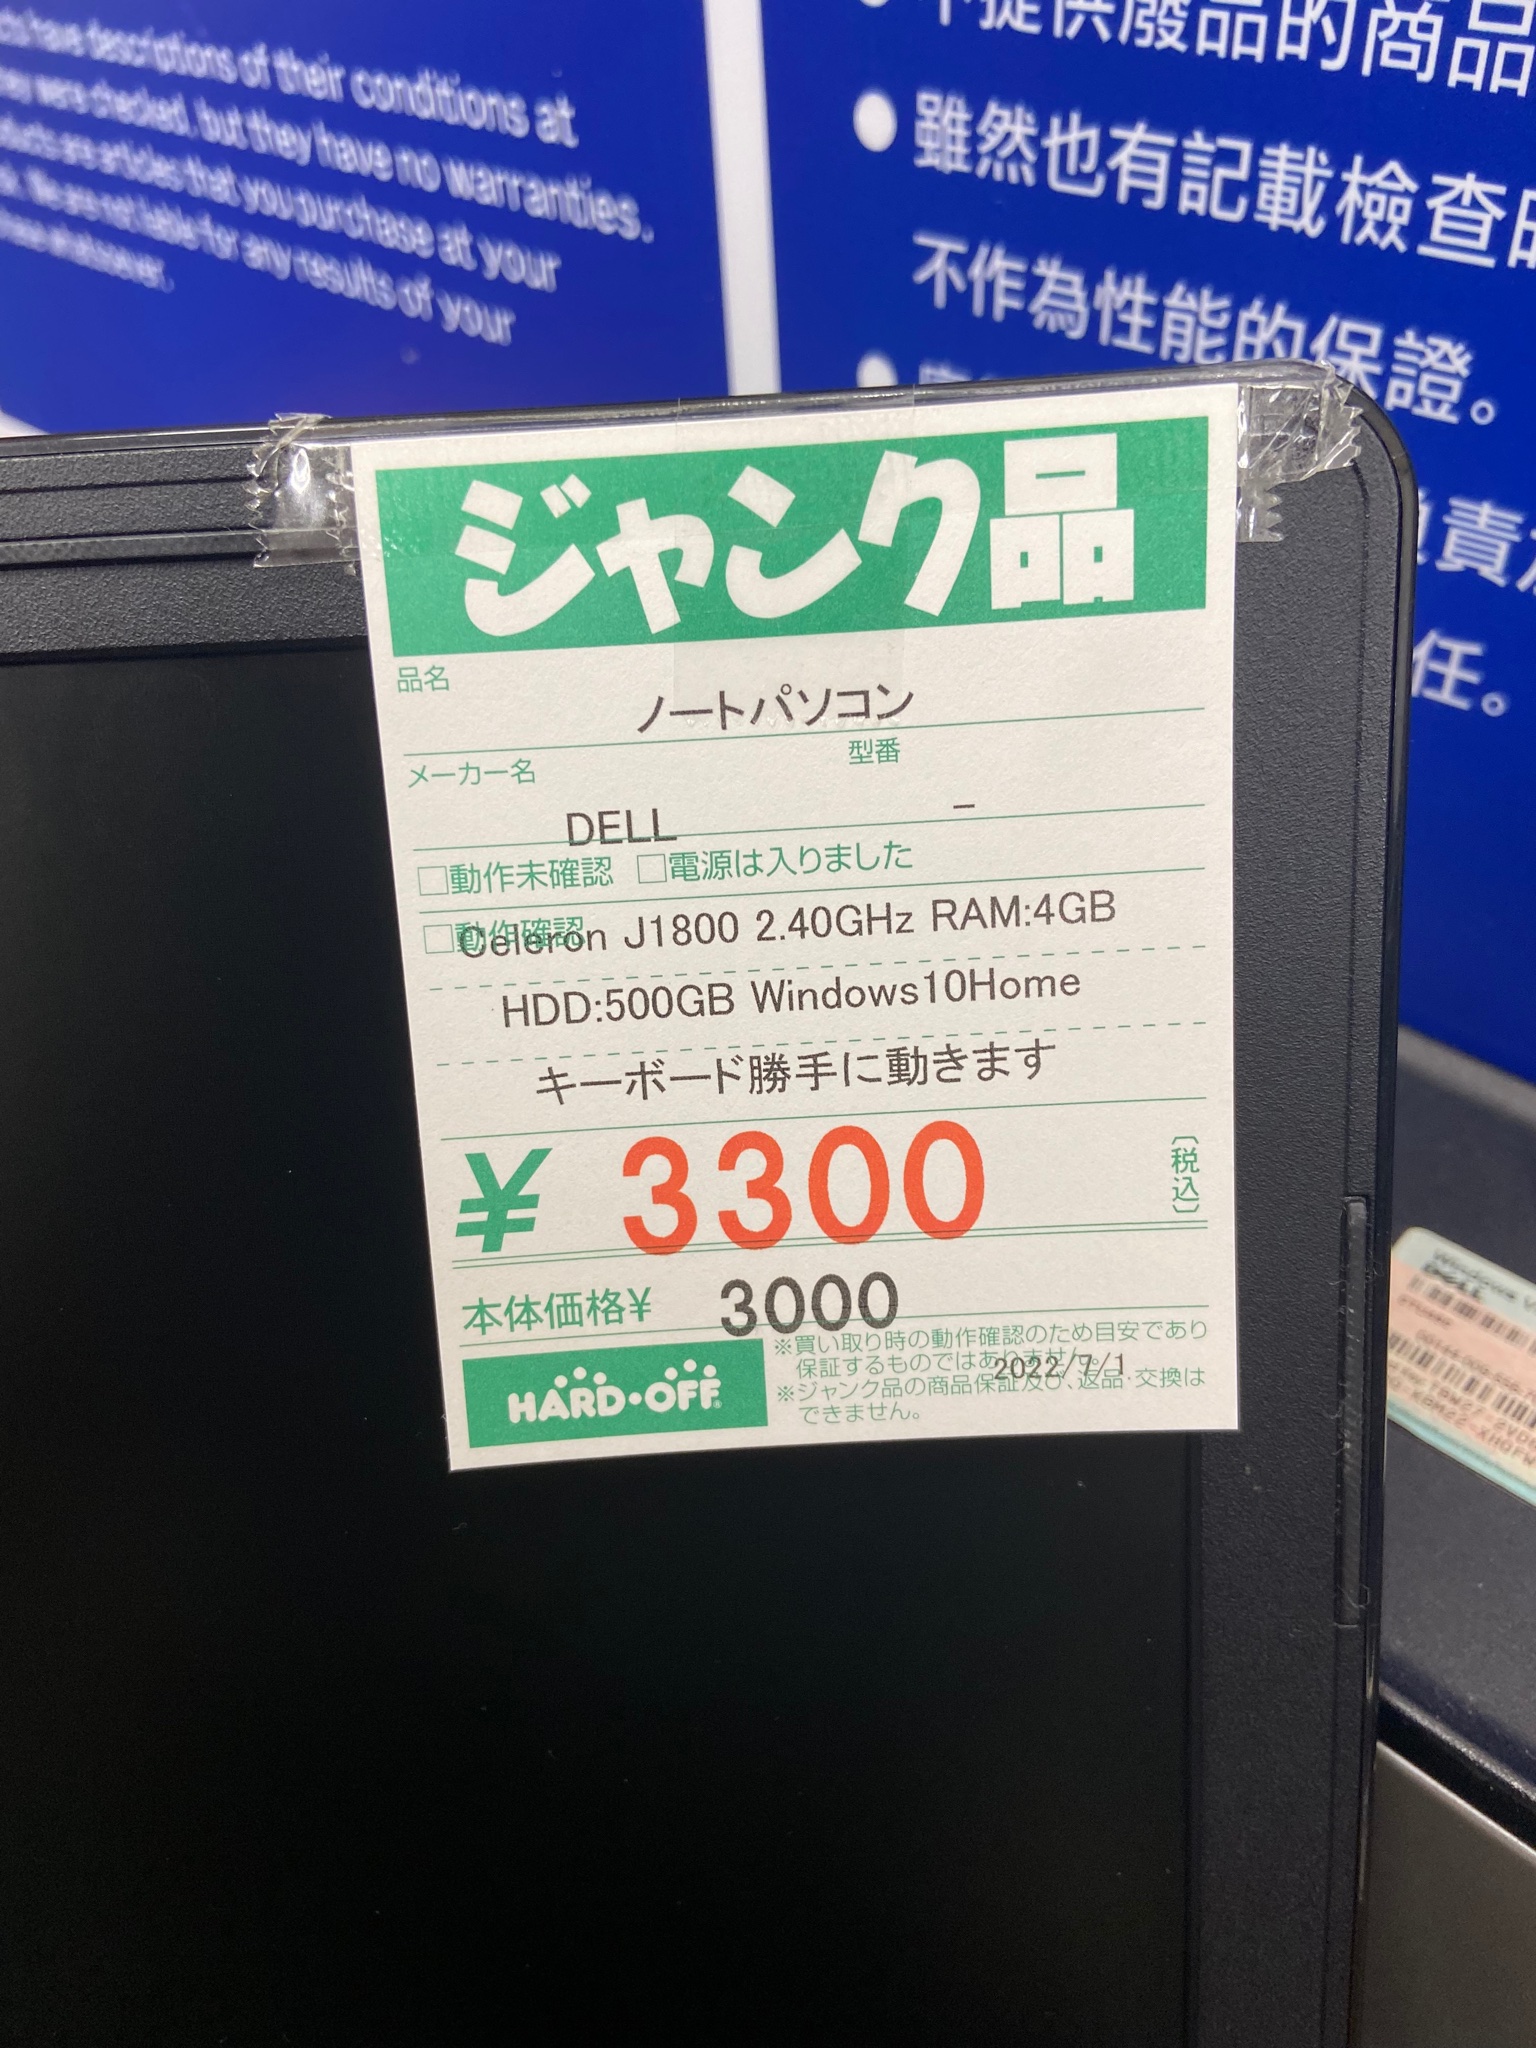 have descriptions of their conditions at
were checked, but they have no warranties.
are articles that you purchase at your
We are not liable for any results of your
不提供廢品的商品
● 雖然也有記載檢查時
不作為性能的保證。
責
任。
ジャンク品
品名
ノートパソコン
メーカー名 型番
DELL -
□動作未確認 □電源は入りました
□動作確認
Celeron J1800 2.40GHz RAM:4GB
HDD:500GB Windows10Home
キーボード勝手に動きます
¥ 3300 (税込)
本体価格¥ 3000
HARD・OFF®
※買い取り時の動作確認のため目安であり
保証するものではありません。
2022/7/1
※ジャンク品の商品保証及び、返品・交換は
できません。